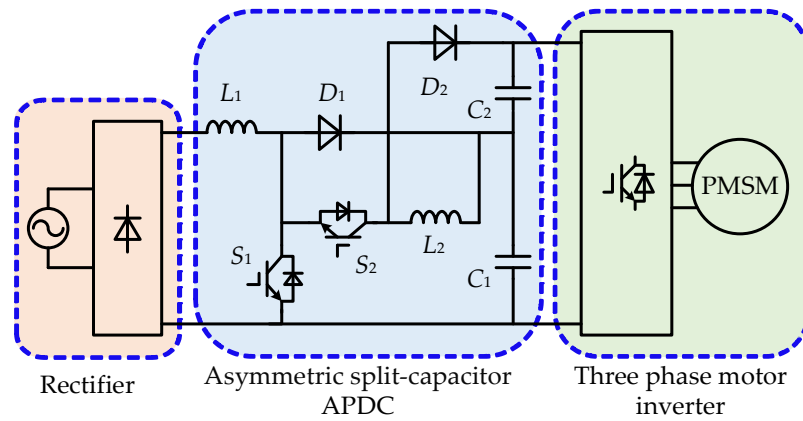 L1
D1
D2
C2
PMSM
S1
S2
L2
C1
Rectifier
Asymmetric split-capacitor
APDC
Three phase motor
inverter